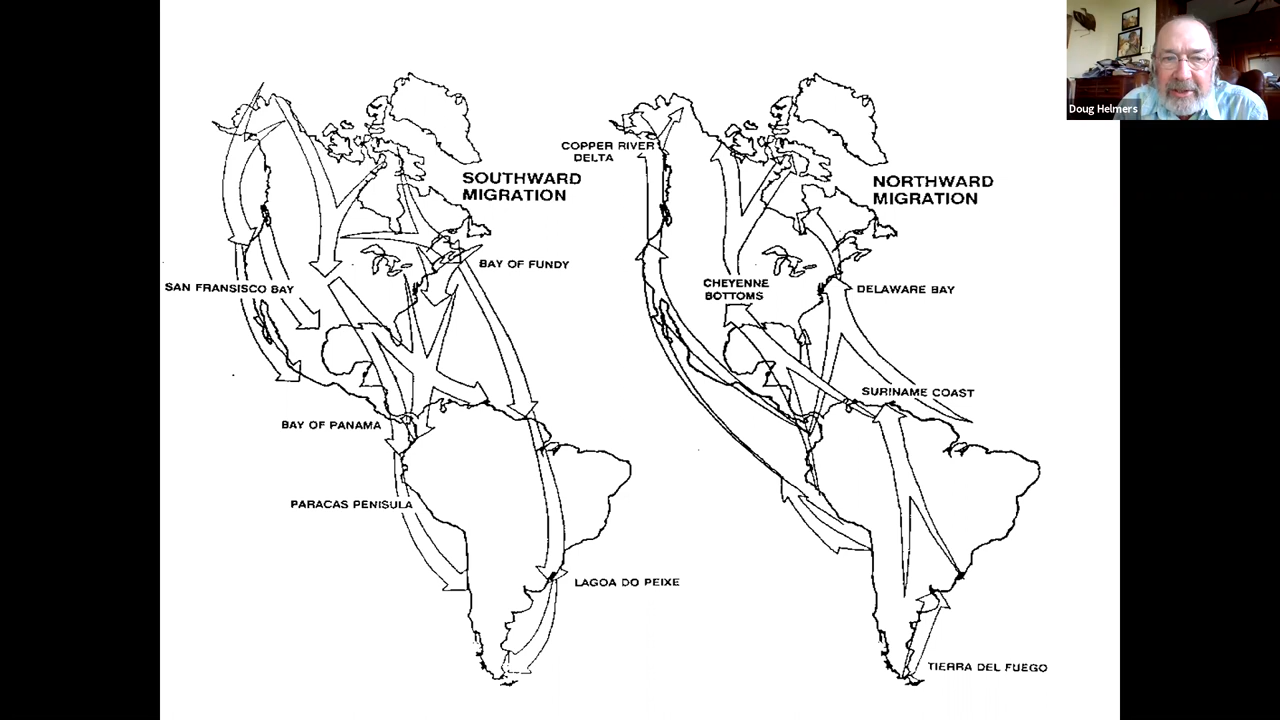 Doug Helmers
SOUTHWARD
MIGRATION
BAY OF FUNDY
SAN FRANSISCO BAY
BAY OF PANAMA
PARACAS PENISULA
LAGOA DO PEIXE
COPPER RIVER
DELTA
NORTHWARD
MIGRATION
CHEYENNE
BOTTOMS
DELAWARE BAY
SURINAME COAST
TIERRA DEL FUEGO